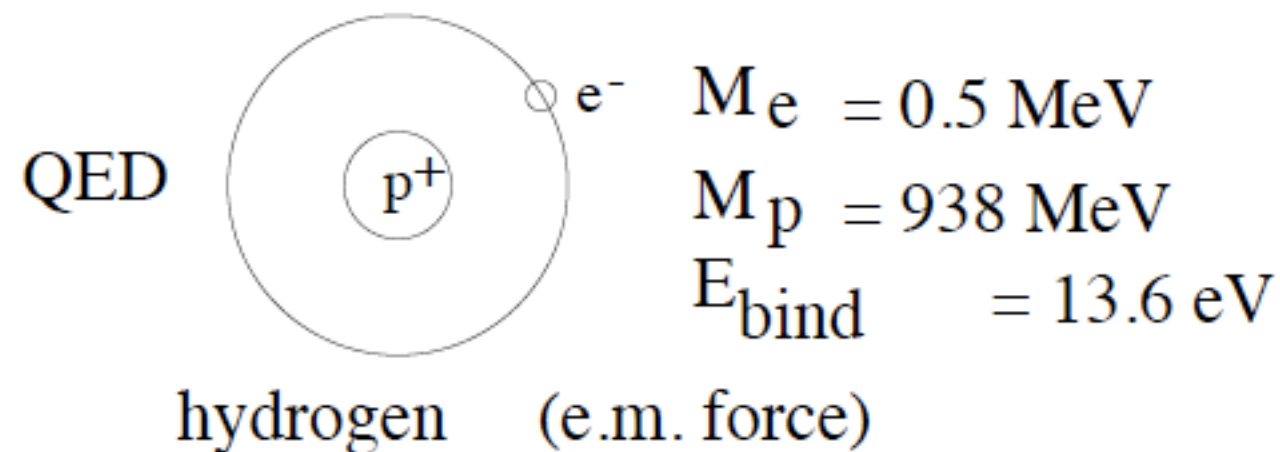 QED
p+
e-
Me = 0.5 MeV
Mp = 938 MeV
Ebind = 13.6 eV
hydrogen (e.m. force)